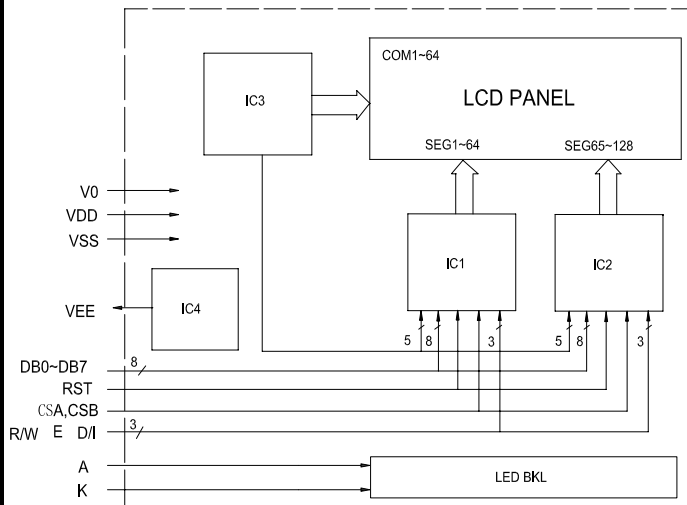 COM1~64
LCD PANEL
SEG1~64 SEG65~128
IC3
V0
VDD
VSS
IC1 IC2
VEE IC4
5 8 3 5 8 3
DB0~DB7 8
RST
CSA,CSB
R/W E D/I 3
A
K
LED BKL